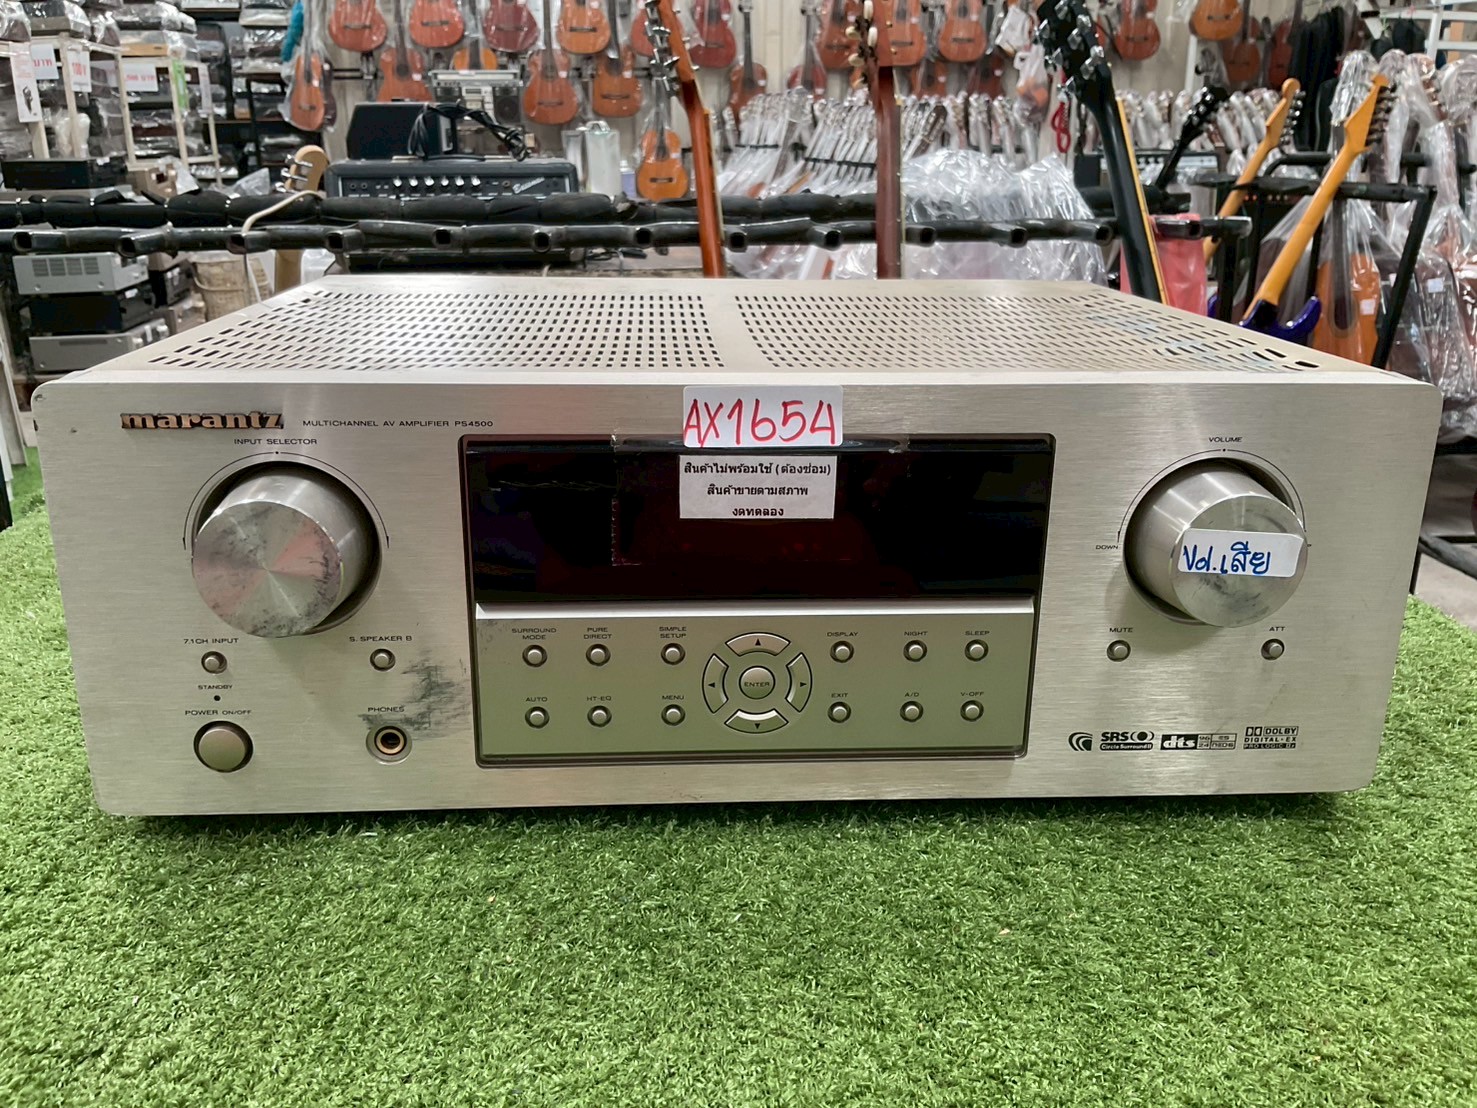 AX1654
marantz MULTICHANNEL AV AMPLIFIER PS4500
INPUT SELECTOR
VOLUME
สินค้าไม่พร้อมใช้ (ต้องซ่อม)
สินค้าขายตามสภาพ
งดทดลอง
DOWN
Vol.เสีย
7.1CH INPUT
S. SPEAKER B
SURROUND MODE
PURE DIRECT
SIMPLE SETUP
DISPLAY
NIGHT
SLEEP
MUTE
ATT
ENTER
STANDBY
POWER ON/OFF
PHONES
AUTO
HT-EQ
MENU
EXIT
A/D
V-OFF
SRS
Circle Surround II
dts 96/24 ES NEO:6
DOLBY
DIGITAL-EX
PRO LOGIC IIx